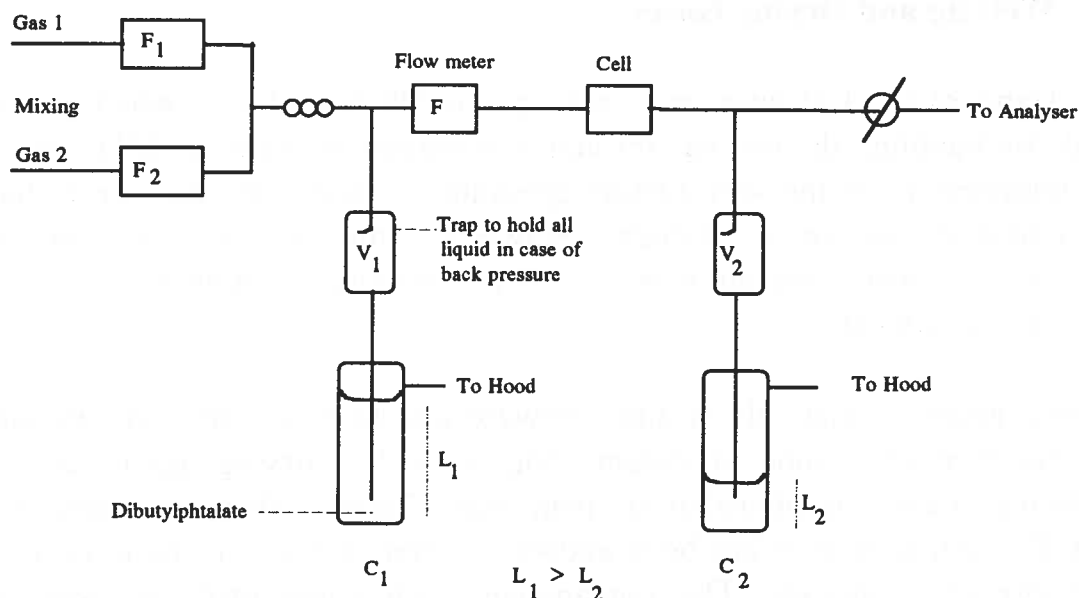 Gas 1
F1
Flow meter
Cell
Mixing
F
To Analyser
Gas 2
F2
V1
Trap to hold all
liquid in case of
back pressure
V2
To Hood
To Hood
L1
L2
Dibutylphtalate
C1
L1 > L2
C2